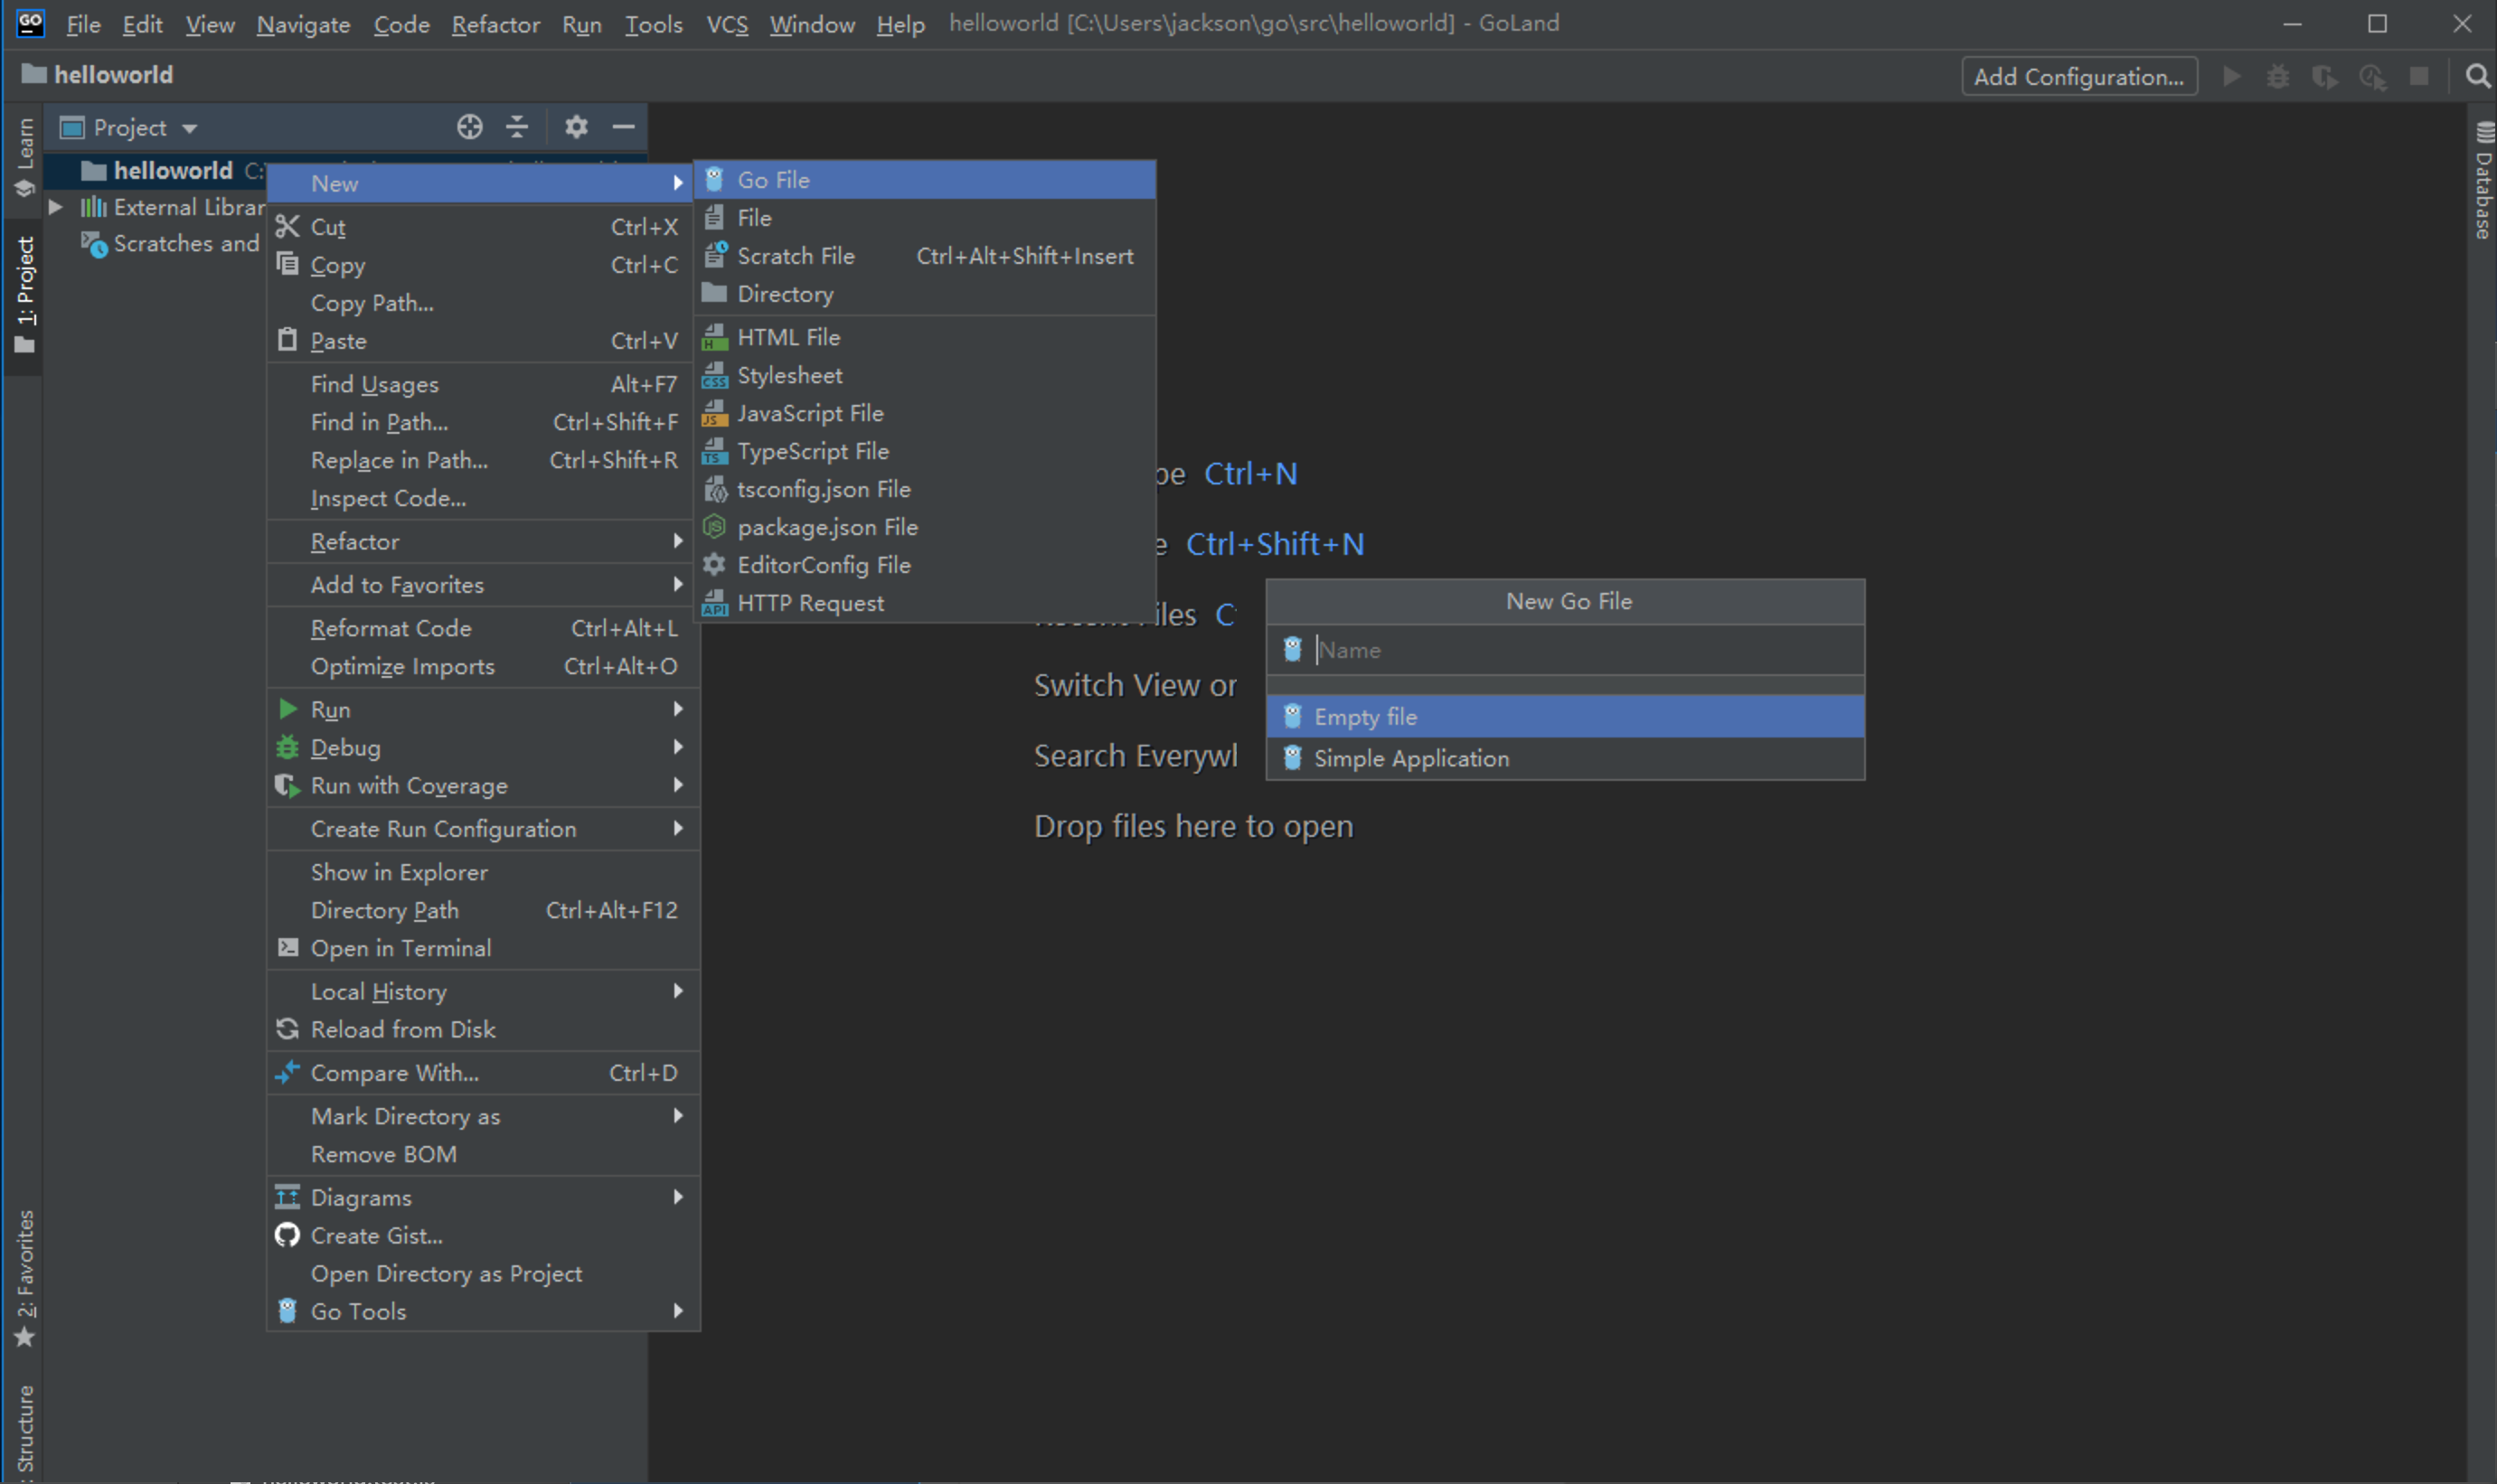 GO File Edit View Navigate Code Refactor Run Tools VCS Window Help helloworld [C:\Users\jackson\go\src\helloworld] - GoLand
helloworld
Add Configuration...
Learn
1: Project
2: Favorites
Structure
Database
Project
helloworld C:
External Librar
Scratches and
New
Cut Ctrl+X
Copy Ctrl+C
Copy Path...
Paste Ctrl+V
Find Usages Alt+F7
Find in Path... Ctrl+Shift+F
Replace in Path... Ctrl+Shift+R
Inspect Code...
Refactor
Add to Favorites
Reformat Code Ctrl+Alt+L
Optimize Imports Ctrl+Alt+O
Run
Debug
Run with Coverage
Create Run Configuration
Show in Explorer
Directory Path Ctrl+Alt+F12
Open in Terminal
Local History
Reload from Disk
Compare With... Ctrl+D
Mark Directory as
Remove BOM
Diagrams
Create Gist...
Open Directory as Project
Go Tools
Go File
File
Scratch File Ctrl+Alt+Shift+Insert
Directory
H HTML File
CSS Stylesheet
JS JavaScript File
TS TypeScript File
tsconfig.json File
package.json File
EditorConfig File
API HTTP Request
pe Ctrl+N
e Ctrl+Shift+N
iles C
Switch View or
Search Everywh
Drop files here to open
New Go File
Name
Empty file
Simple Application